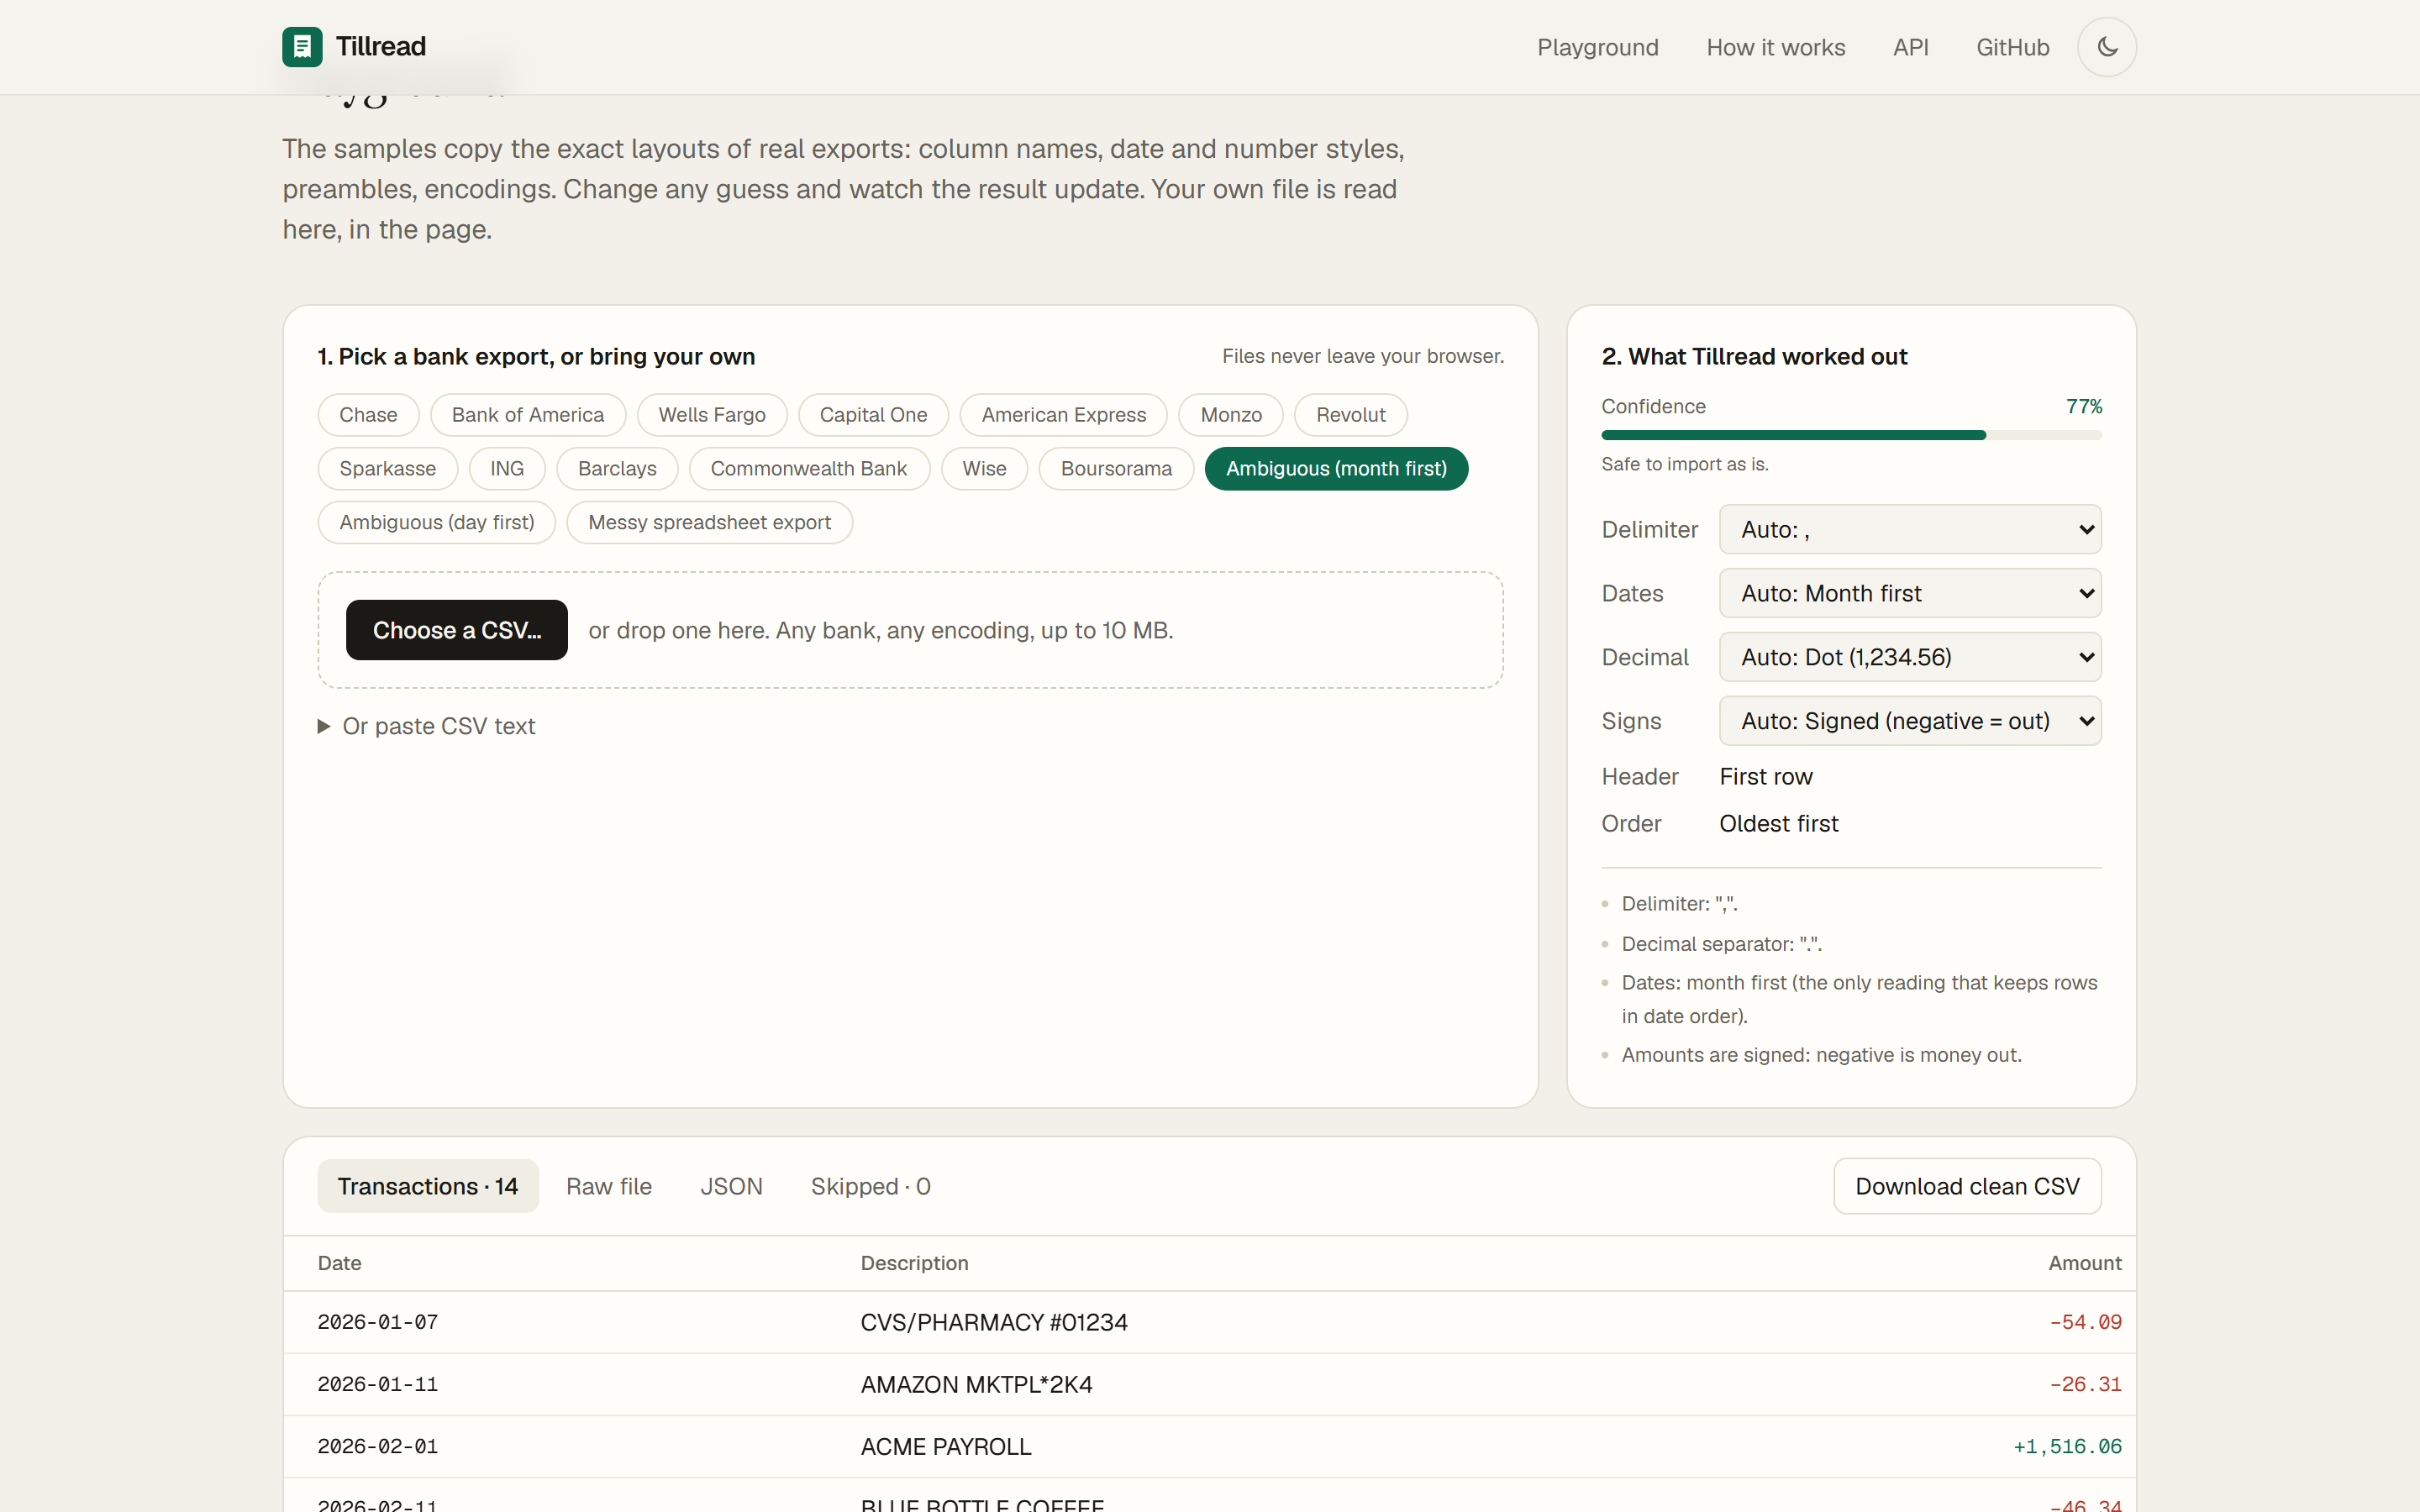 Tillread
Playground
How it works
API
GitHub
The samples copy the exact layouts of real exports: column names, date and number styles,
preambles, encodings. Change any guess and watch the result update. Your own file is read
here, in the page.
1. Pick a bank export, or bring your own
Files never leave your browser.
Chase
Bank of America
Wells Fargo
Capital One
American Express
Monzo
Revolut
Sparkasse
ING
Barclays
Commonwealth Bank
Wise
Boursorama
Ambiguous (month first)
Ambiguous (day first)
Messy spreadsheet export
Choose a CSV...
or drop one here. Any bank, any encoding, up to 10 MB.
Or paste CSV text
2. What Tillread worked out
Confidence 77%
Safe to import as is.
Delimiter Auto: ,
Dates Auto: Month first
Decimal Auto: Dot (1,234.56)
Signs Auto: Signed (negative = out)
Header First row
Order Oldest first
Delimiter: ",".
Decimal separator: ".".
Dates: month first (the only reading that keeps rows
in date order).
Amounts are signed: negative is money out.
Transactions · 14
Raw file
JSON
Skipped · 0
Download clean CSV
Date Description Amount
2026-01-07 CVS/PHARMACY #01234 -54.09
2026-01-11 AMAZON MKTPL*2K4 -26.31
2026-02-01 ACME PAYROLL +1,516.06
2026-02-11 BLUE BOTTLE COFFEE -46.34